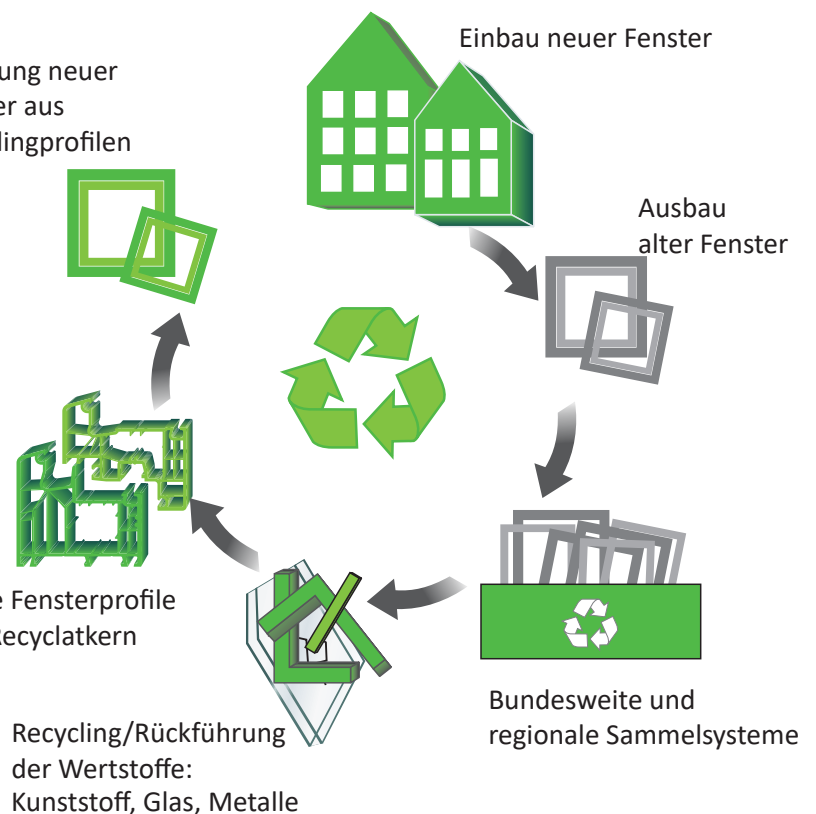 Einbau neuer Fenster
ung neuer
er aus
lingprofilen
Ausbau
alter Fenster
e Fensterprofile
Recyclatkern
Bundesweite und
regionale Sammelsysteme
Recycling/Rückführung
der Wertstoffe:
Kunststoff, Glas, Metalle